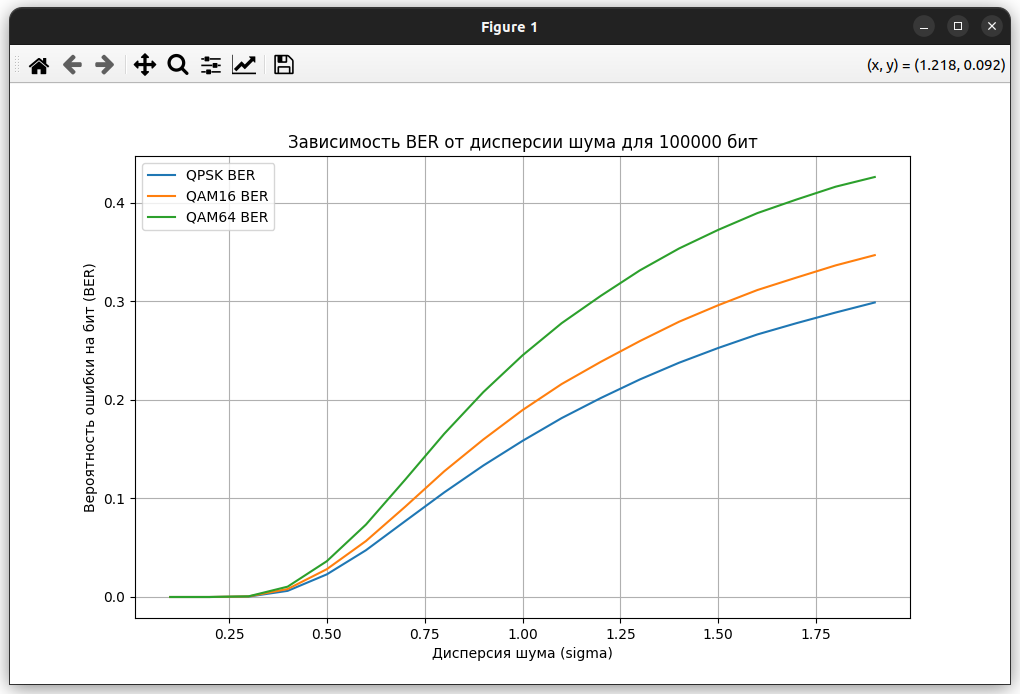 Figure 1
(x, y) = (1.218, 0.092)
Зависимость BER от дисперсии шума для 100000 бит
QPSK BER
QAM16 BER
QAM64 BER
Вероятность ошибки на бит (BER)
0.4
0.3
0.2
0.1
0.0
0.25 0.50 0.75 1.00 1.25 1.50 1.75
Дисперсия шума (sigma)